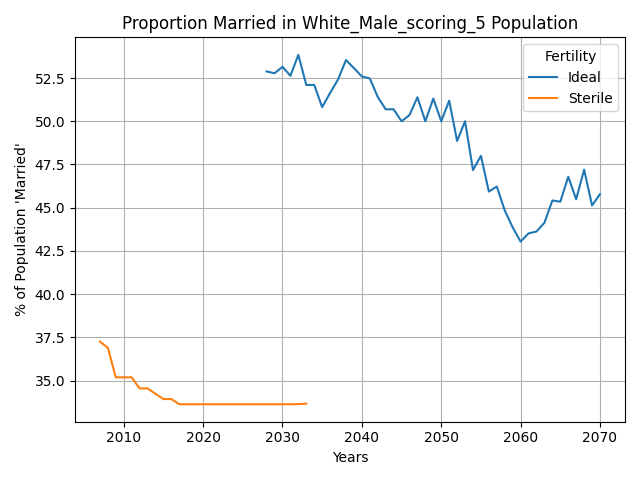 Proportion Married in White_Male_scoring_5 Population
Fertility
Ideal
Sterile
% of Population 'Married'
52.5
50.0
47.5
45.0
42.5
40.0
37.5
35.0
2010 2020 2030 2040 2050 2060 2070
Years